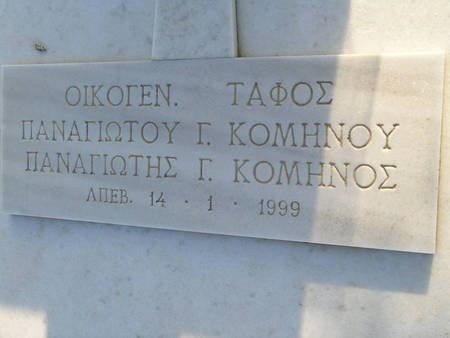 ΟΙΚΟΓΕΝ. ΤΑΦΟΣ
ΠΑΝΑΓΙΩΤΟΥ Γ. ΚΟΜΗΝΟΥ
ΠΑΝΑΓΙΩΤΗΣ Γ. ΚΟΜΗΝΟΣ
ΑΠΕΒ. 14 · 1 · 1999